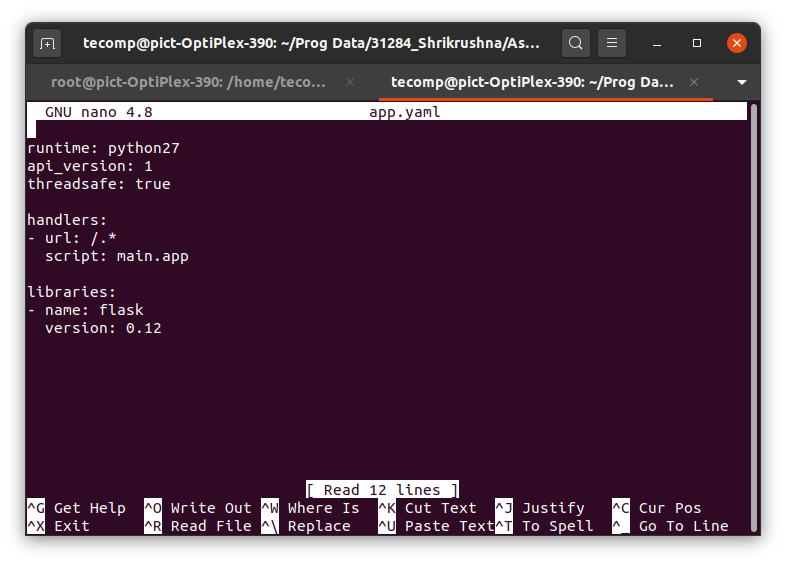 tecomp@pict-OptiPlex-390: ~/Prog Data/31284_Shrikrushna/As...
root@pict-OptiPlex-390: /home/teco... × tecomp@pict-OptiPlex-390: ~/Prog Da... ×
GNU nano 4.8 app.yaml
runtime: python27
api_version: 1
threadsafe: true
handlers:
- url: /.*
  script: main.app
libraries:
- name: flask
  version: 0.12
[ Read 12 lines ]
^G Get Help ^O Write Out ^W Where Is ^K Cut Text ^J Justify ^C Cur Pos
^X Exit ^R Read File ^\ Replace ^U Paste Text ^T To Spell ^_ Go To Line